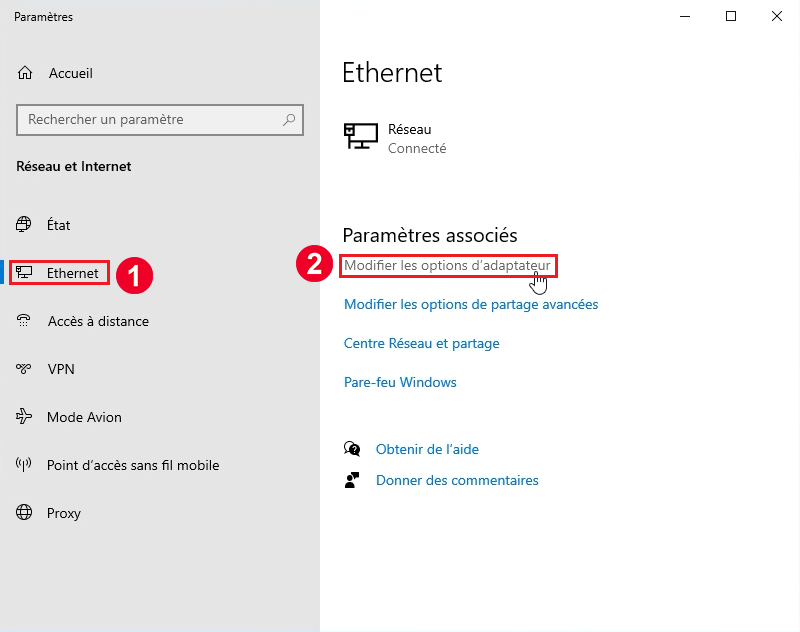 Paramètres
Accueil
Rechercher un paramètre
Réseau et Internet
État
Ethernet
1
Accès à distance
VPN
Mode Avion
Point d’accès sans fil mobile
Proxy
Ethernet
Réseau
Connecté
Paramètres associés
2
Modifier les options d’adaptateur
Modifier les options de partage avancées
Centre Réseau et partage
Pare-feu Windows
Obtenir de l’aide
Donner des commentaires